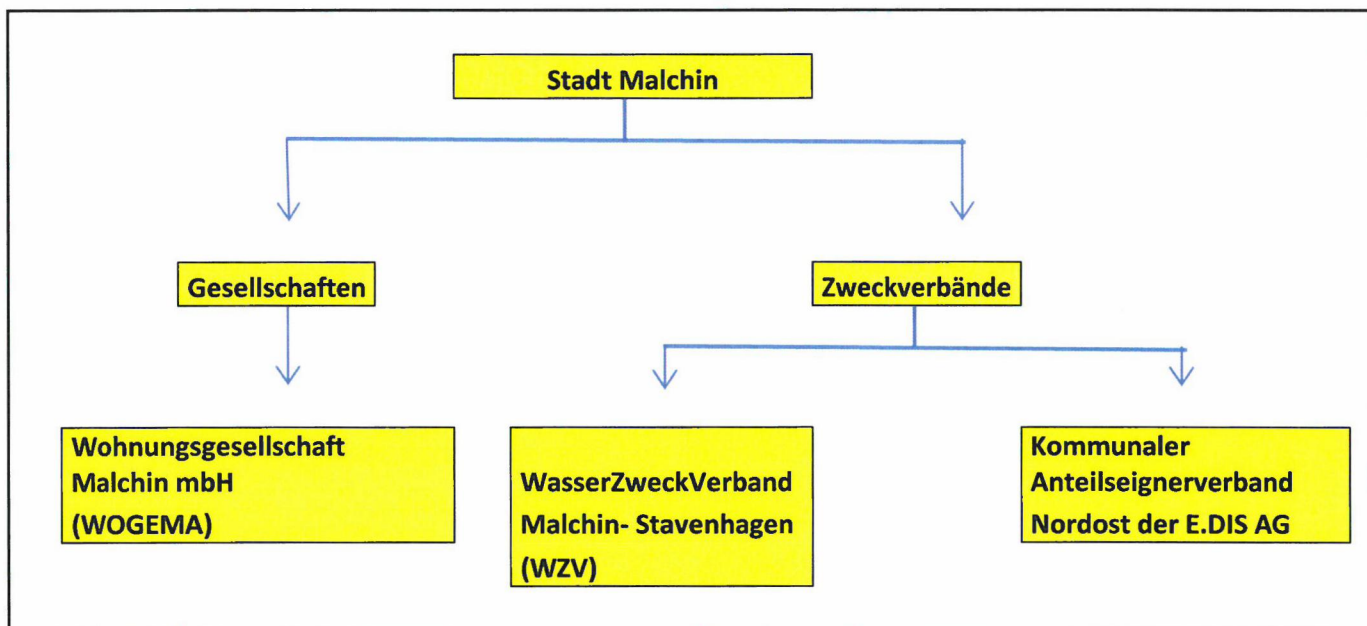 Stadt Malchin
Gesellschaften
Zweckverbände
Wohnungsgesellschaft
Malchin mbH
(WOGEMA)
WasserZweckVerband
Malchin- Stavenhagen
(WZV)
Kommunaler
Anteilseignerverband
Nordost der E.DIS AG